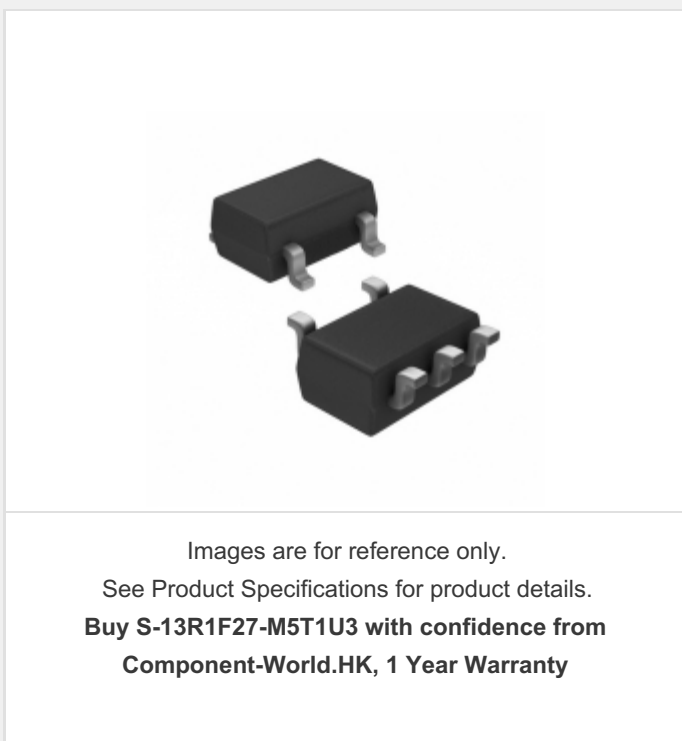 Images are for reference only.
See Product Specifications for product details.
Buy S-13R1F27-M5T1U3 with confidence from
Component-World.HK, 1 Year Warranty